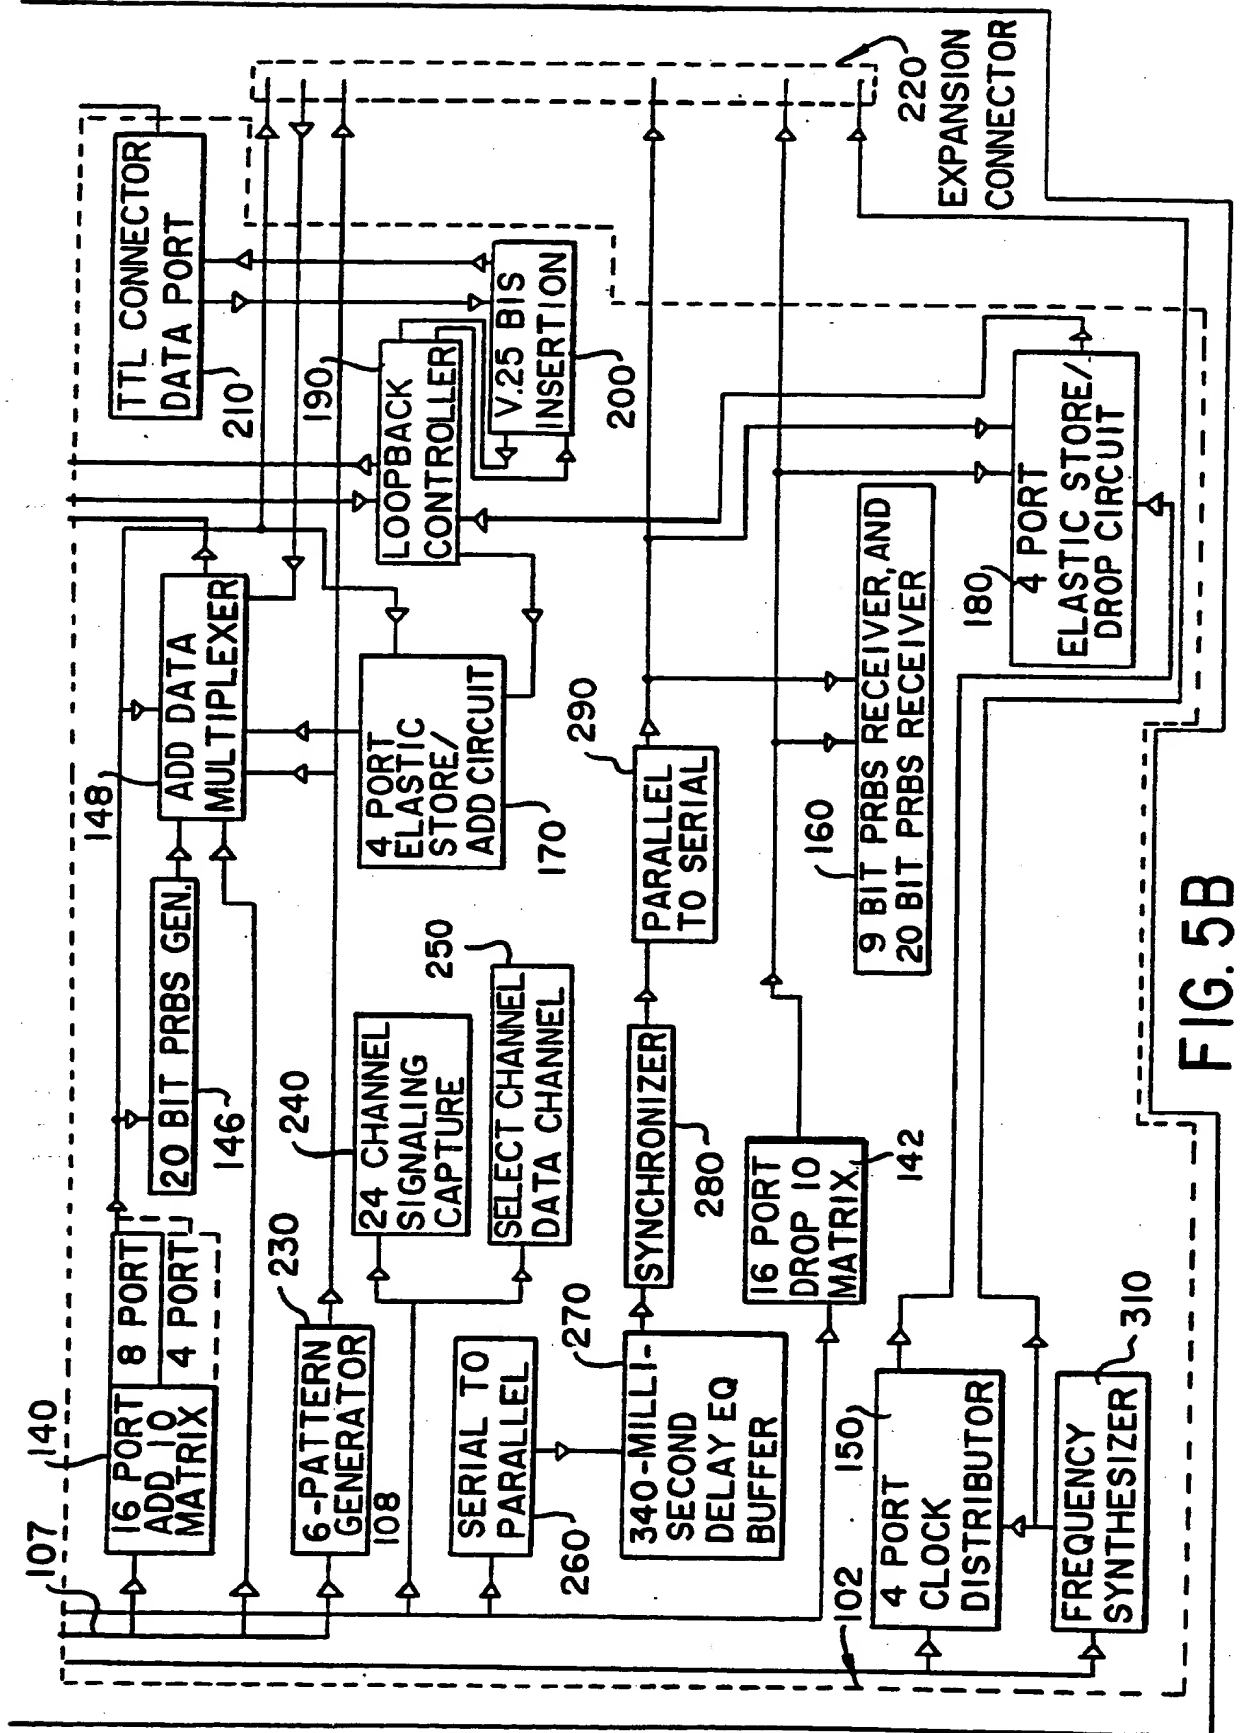 107
140
16 PORT
ADD IO
MATRIX
8 PORT
4 PORT
20 BIT PRBS GEN.
146
148
ADD DATA
MULTIPLEXER
TTL CONNECTOR
DATA PORT
210
6-PATTERN
GENERATOR
230
108
24 CHANNEL
SIGNALING
CAPTURE
240
SELECT CHANNEL
DATA CHANNEL
250
4 PORT
ELASTIC
STORE/
ADD CIRCUIT
170
190
LOOPBACK
CONTROLLER
V.25 BIS
INSERTION
200
220
EXPANSION
CONNECTOR
SERIAL TO
PARALLEL
260
270
340-MILLI-
SECOND
DELAY EQ
BUFFER
SYNCHRONIZER
280
290
PARALLEL
TO SERIAL
16 PORT
DROP IO
MATRIX
142
160
9 BIT PRBS RECEIVER, AND
20 BIT PRBS RECEIVER
180
4 PORT
ELASTIC STORE/
DROP CIRCUIT
102
150
4 PORT
CLOCK
DISTRIBUTOR
310
FREQUENCY
SYNTHESIZER
FIG. 5B